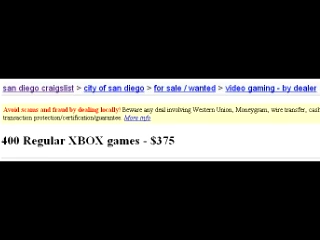 san diego craigslist > city of san diego > for sale / wanted > video gaming - by dealer
Avoid scams and fraud by dealing locally! Beware any deal involving Western Union, Moneygram, wire transfer, cash
transaction protection/certification/guarantee. More info
400 Regular XBOX games - $375